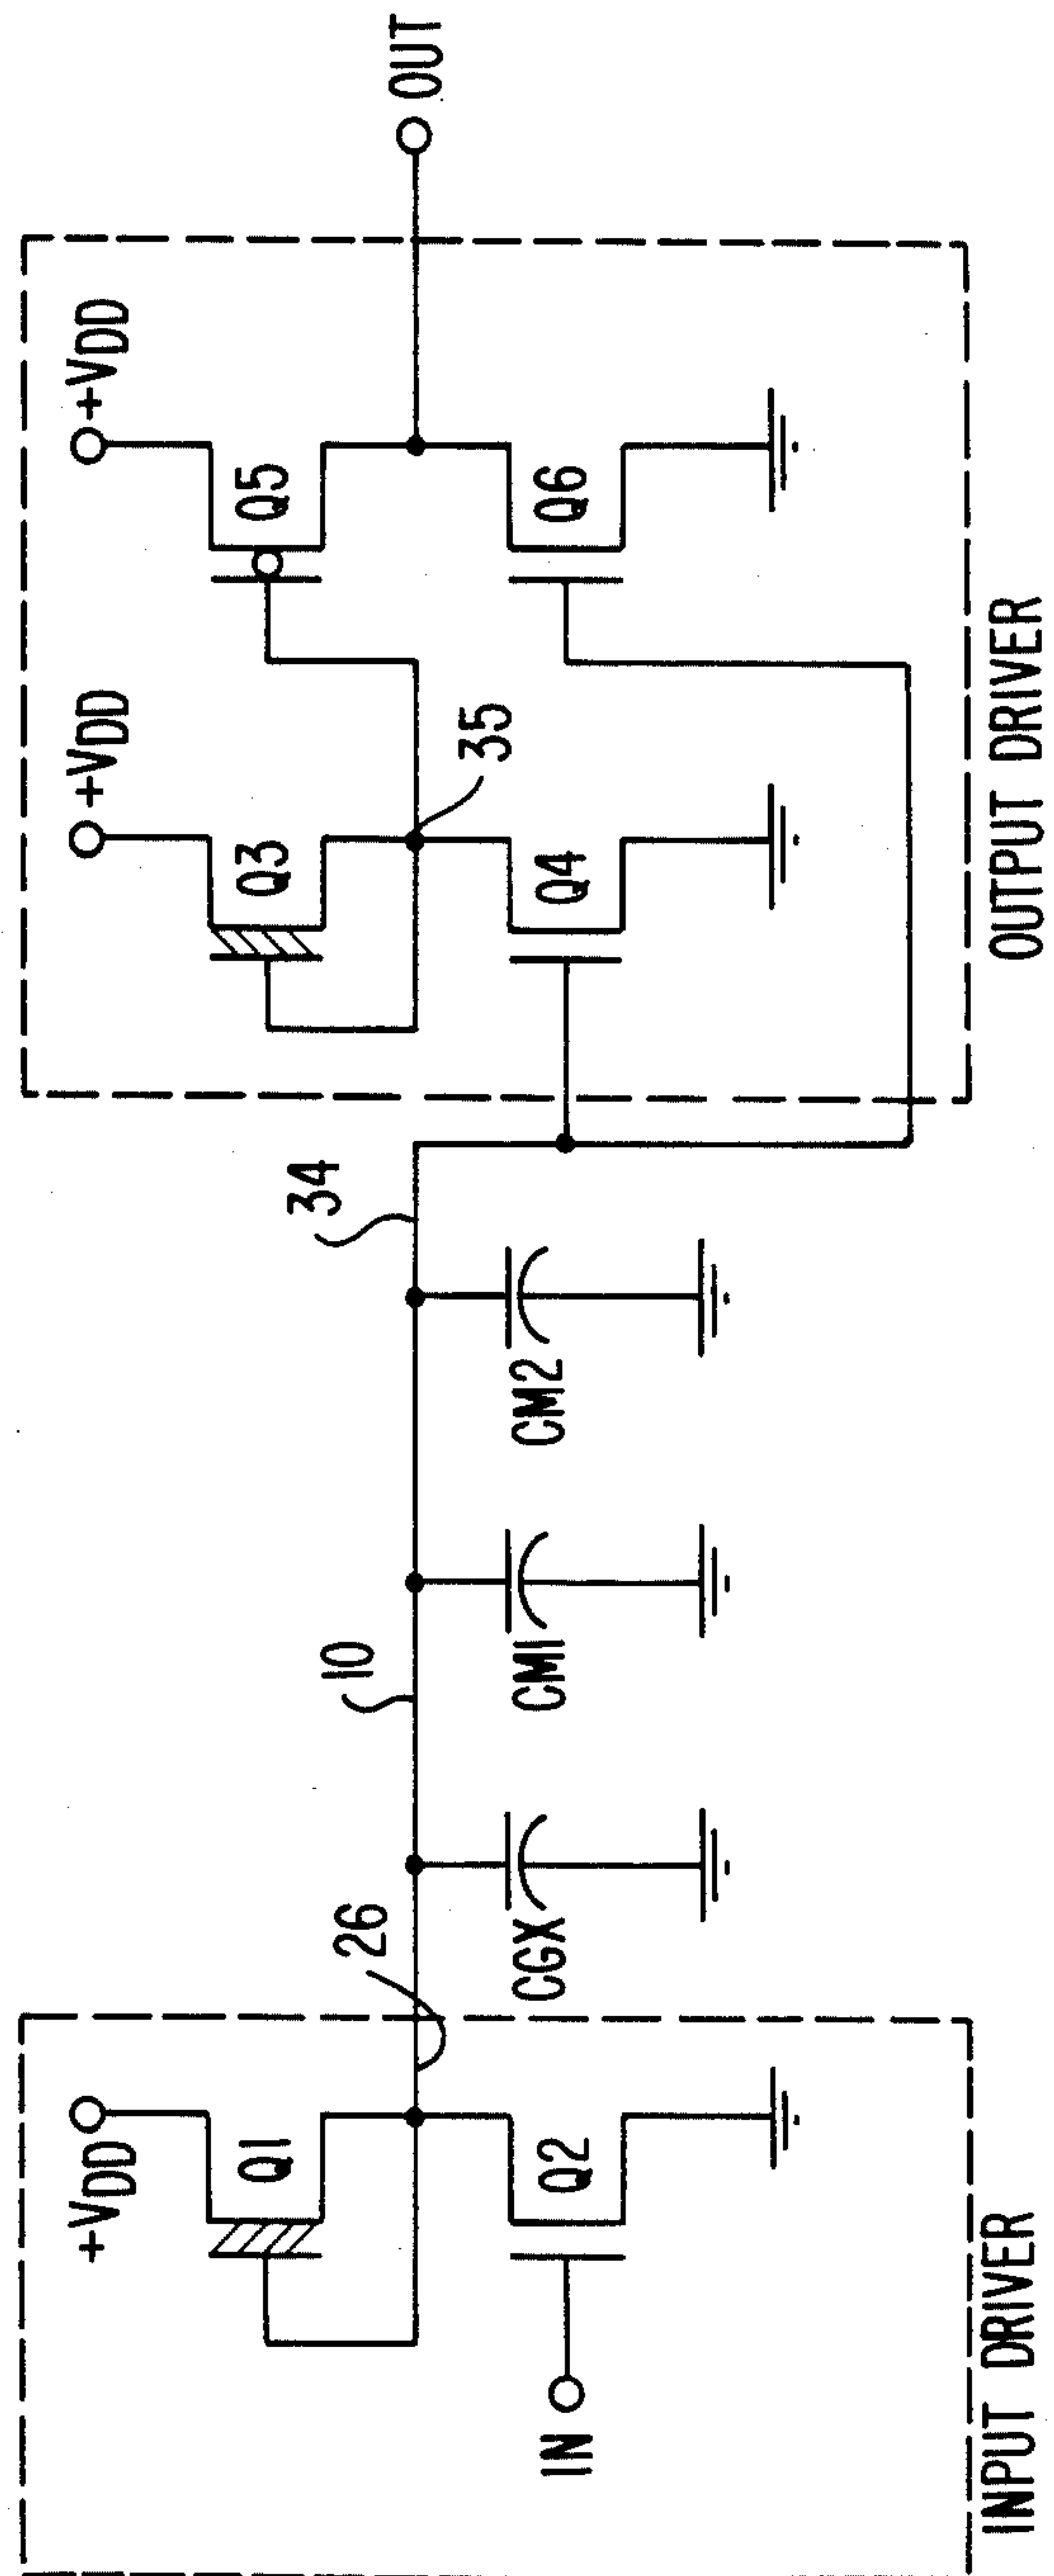 +VDD
Q1
26
Q2
IN
INPUT DRIVER
CGX
10
CM1
CM2
34
+VDD
Q3
35
Q4
+VDD
Q5
Q6
OUT
OUTPUT DRIVER